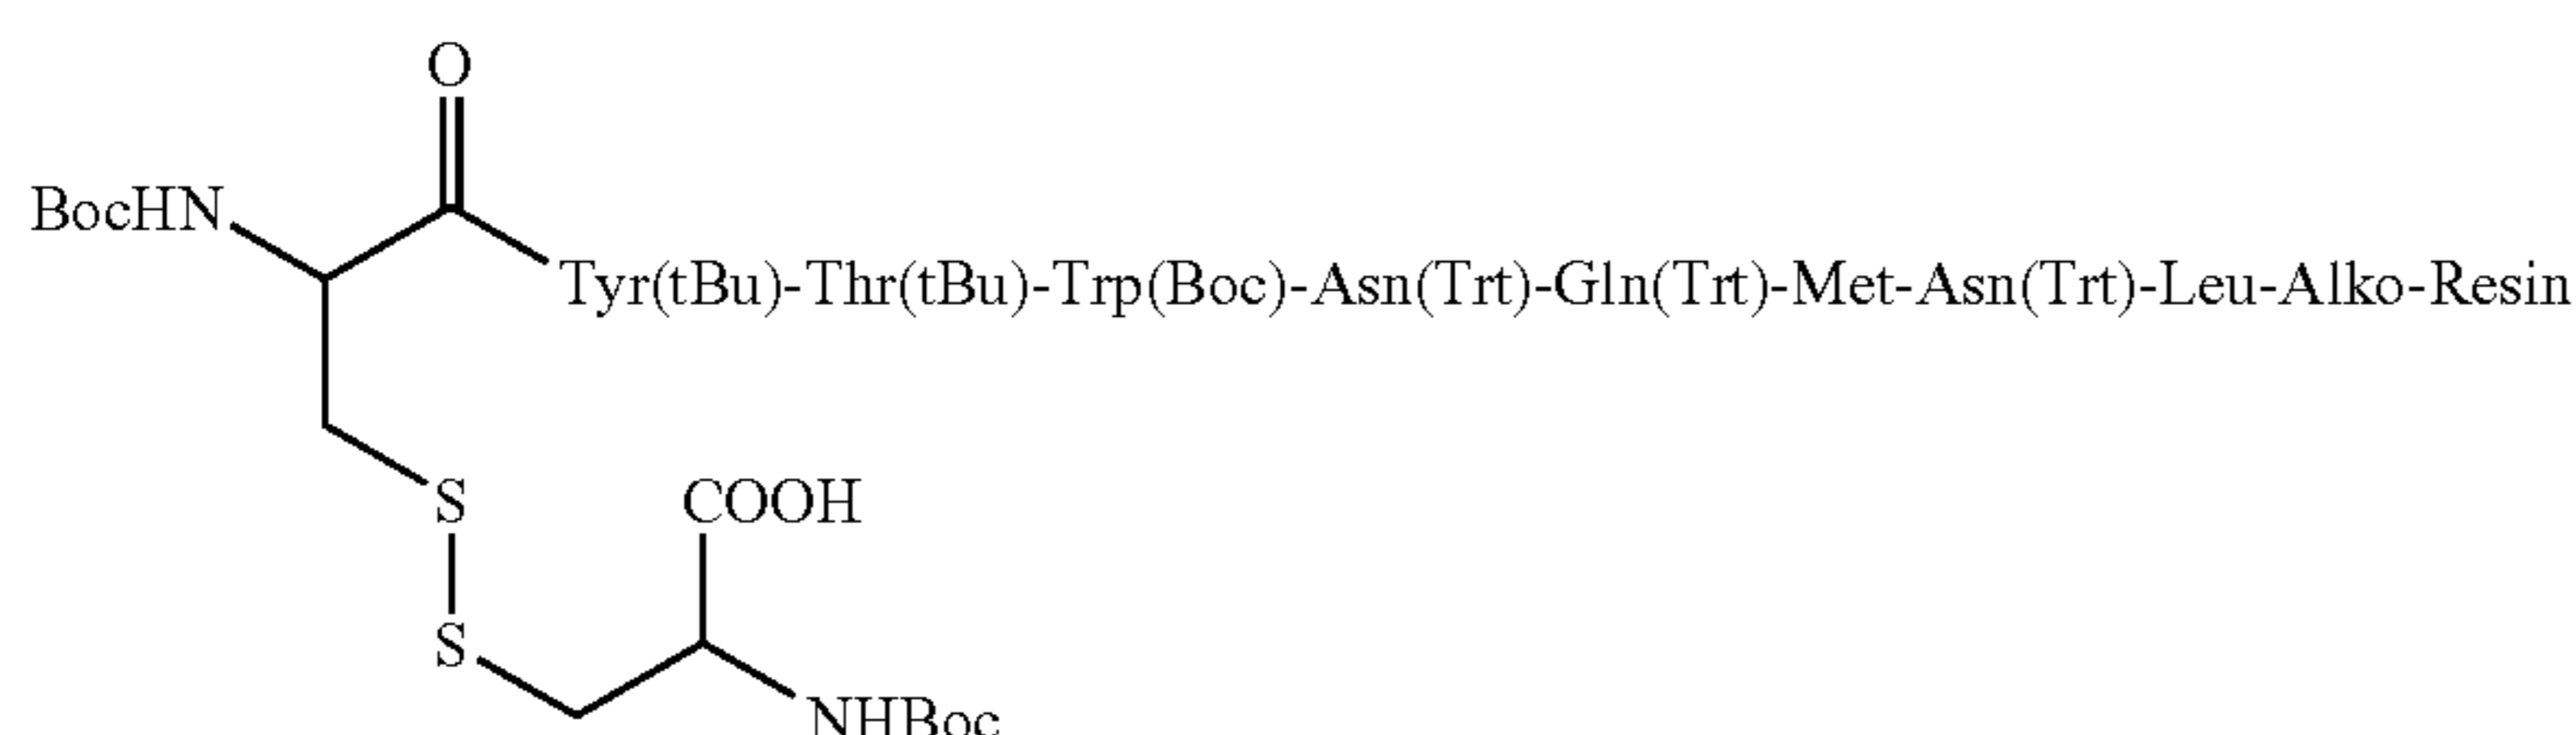 O
BocHN
Tyr(tBu)-Thr(tBu)-Trp(Boc)-Asn(Trt)-Gln(Trt)-Met-Asn(Trt)-Leu-Alko-Resin
S
COOH
S
NHBoc